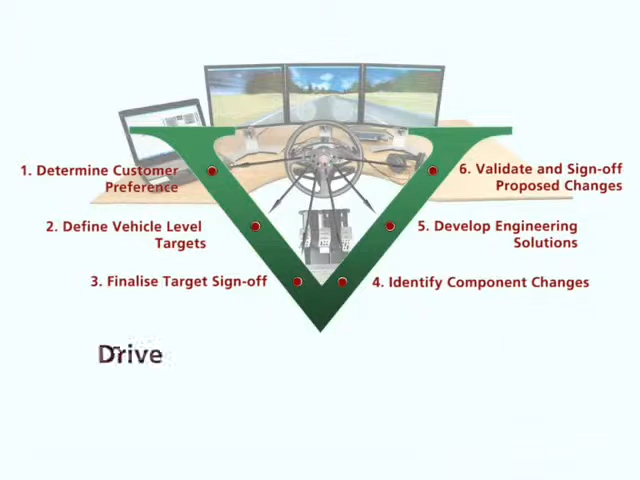 1. Determine Customer
Preference
2. Define Vehicle Level
Targets
3. Finalise Target Sign-off
4. Identify Component Changes
5. Develop Engineering
Solutions
6. Validate and Sign-off
Proposed Changes
Drive